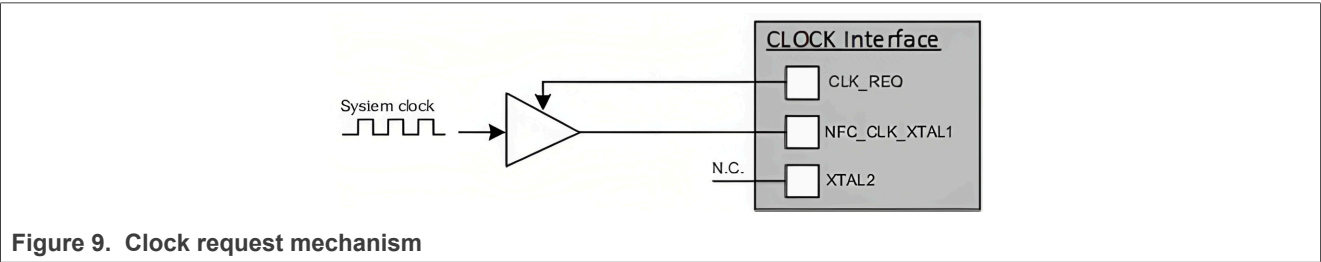 CLOCK Interface
CLK_REQ
Sysiem clock
NFC_CLK_XTAL1
N.C.
XTAL2
Figure 9. Clock request mechanism